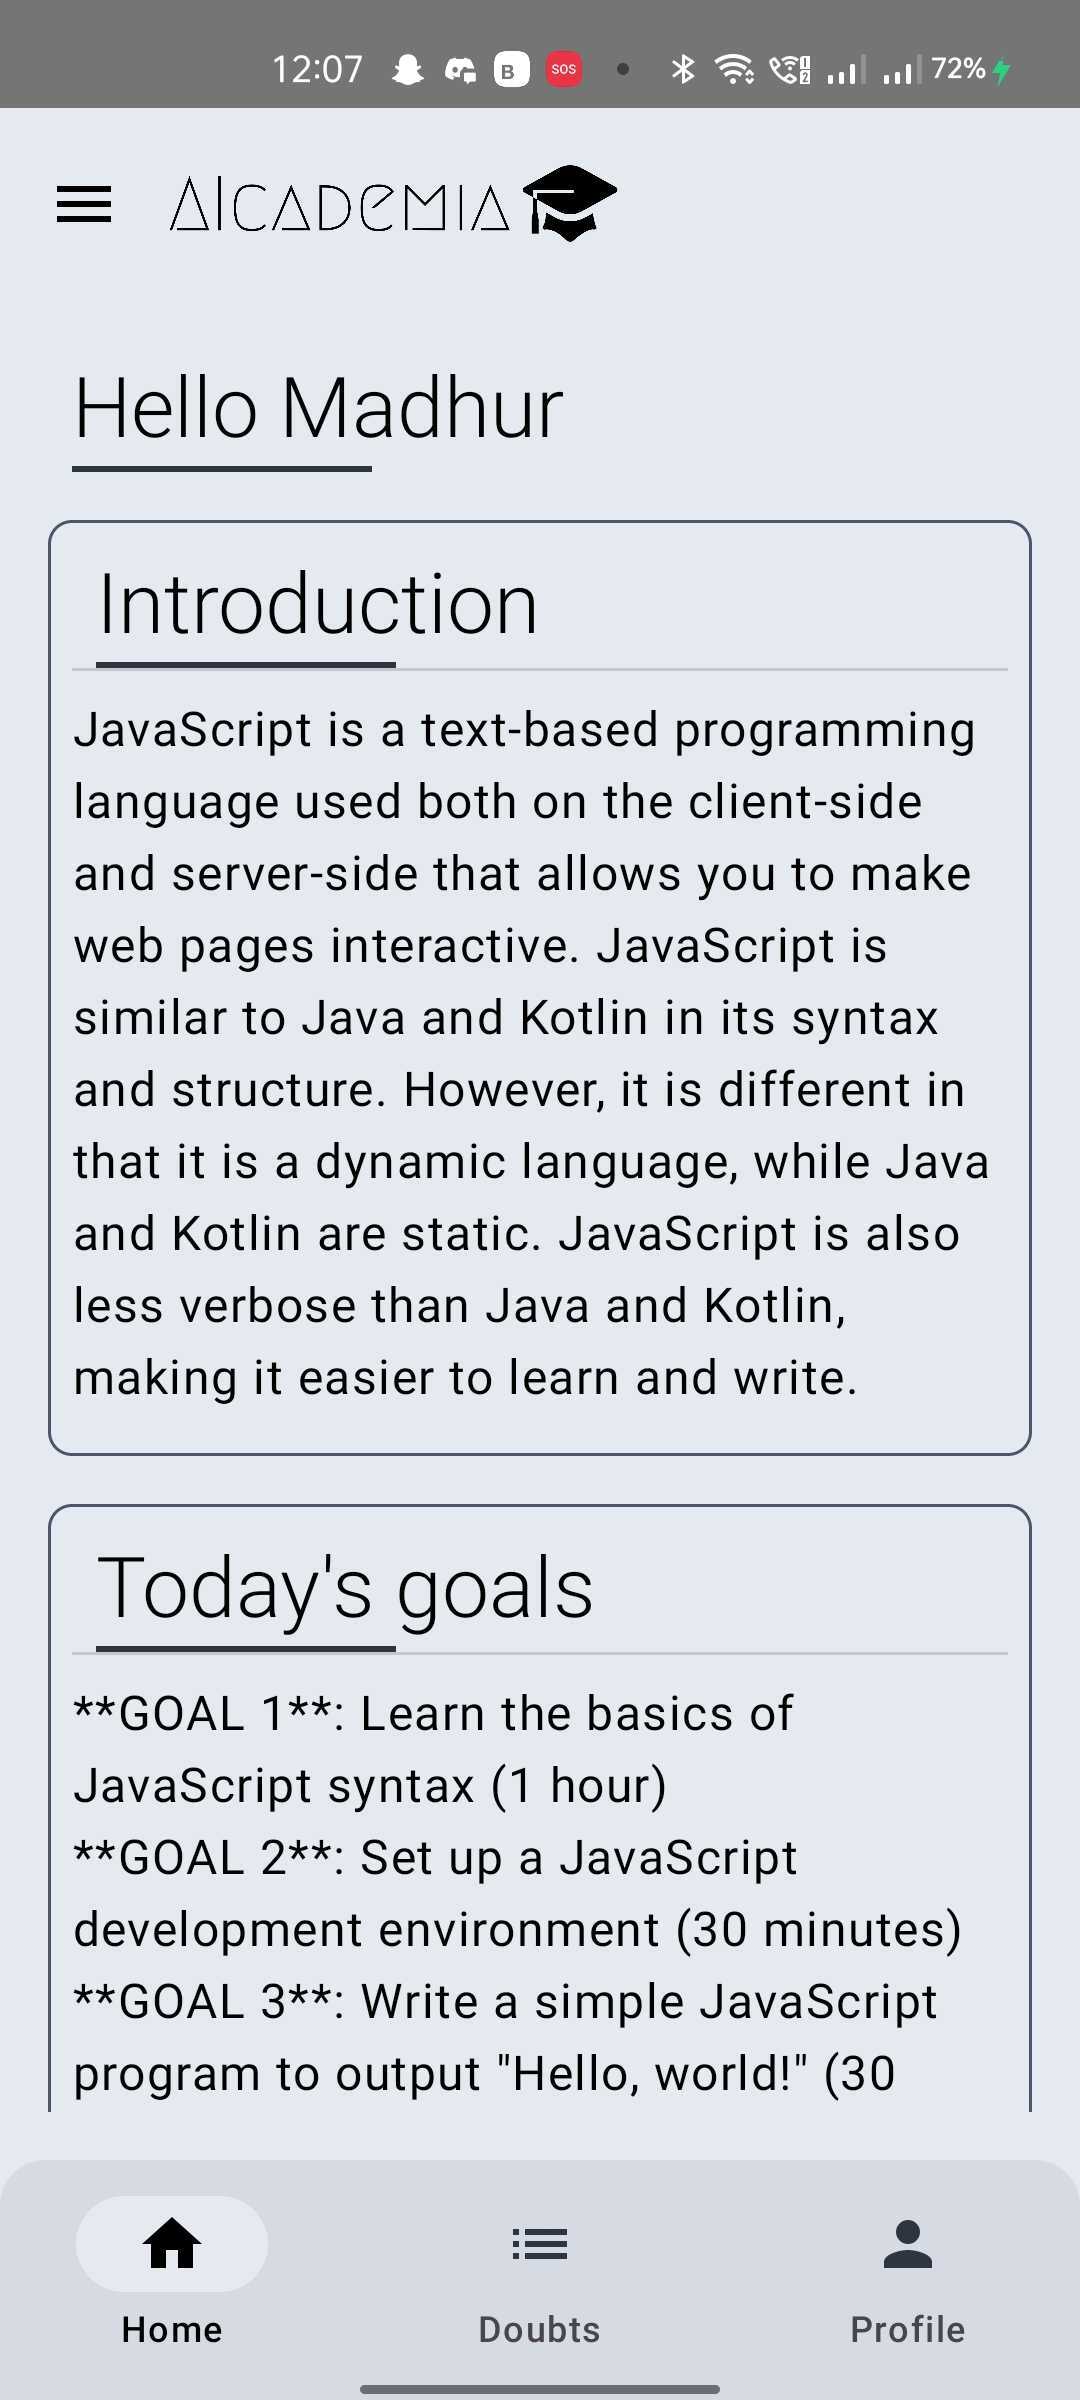 12:07 B SOS 72%
AICADEMIA
Hello Madhur
Introduction
JavaScript is a text-based programming
language used both on the client-side
and server-side that allows you to make
web pages interactive. JavaScript is
similar to Java and Kotlin in its syntax
and structure. However, it is different in
that it is a dynamic language, while Java
and Kotlin are static. JavaScript is also
less verbose than Java and Kotlin,
making it easier to learn and write.
Today's goals
**GOAL 1**: Learn the basics of
JavaScript syntax (1 hour)
**GOAL 2**: Set up a JavaScript
development environment (30 minutes)
**GOAL 3**: Write a simple JavaScript
program to output "Hello, world!" (30
Home Doubts Profile